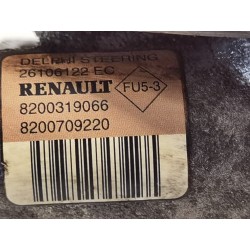 DELPHI STEERING
26106122 EC
RENAULT
FU5-3
8200319066
8200709220